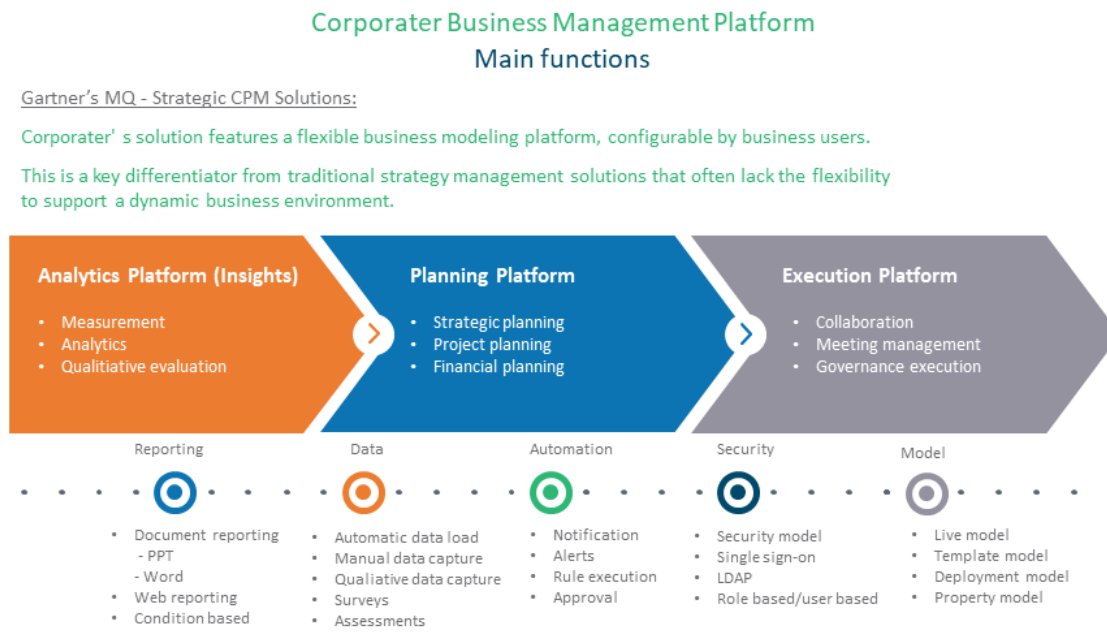 Corporater Business Management Platform
Main functions
Gartner's MQ - Strategic CPM Solutions:
Corporater' s solution features a flexible business modeling platform, configurable by business users.
This is a key differentiator from traditional strategy management solutions that often lack the flexibility
to support a dynamic business environment.
Analytics Platform (Insights)
• Measurement
• Analytics
• Qualitiative evaluation
Planning Platform
• Strategic planning
• Project planning
• Financial planning
Execution Platform
• Collaboration
• Meeting management
• Governance execution
Reporting
• Document reporting
- PPT
- Word
• Web reporting
• Condition based
Data
• Automatic data load
• Manual data capture
• Qualiative data capture
• Surveys
• Assessments
Automation
• Notification
• Alerts
• Rule execution
• Approval
Security
• Security model
• Single sign-on
• LDAP
• Role based/user based
Model
• Live model
• Template model
• Deployment model
• Property model